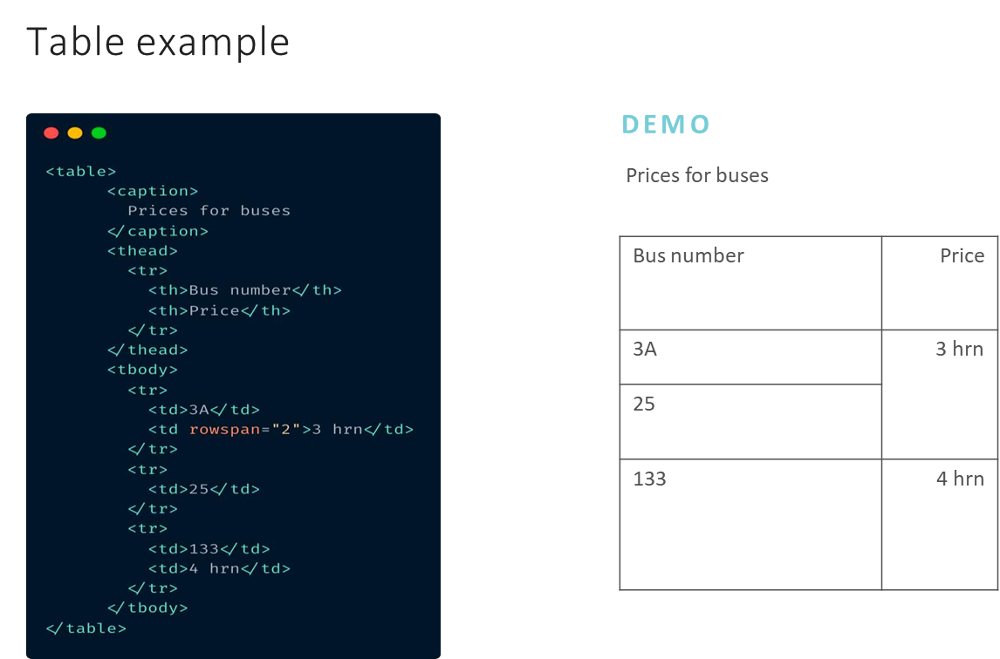 Table example
<table>
<caption>
Prices for buses
</caption>
<thead>
<tr>
<th>Bus number</th>
<th>Price</th>
</tr>
</thead>
<tbody>
<tr>
<td>3A</td>
<td rowspan="2">3 hrn</td>
</tr>
<tr>
<td>25</td>
</tr>
<tr>
<td>133</td>
<td>4 hrn</td>
</tr>
</tbody>
</table>
DEMO
Prices for buses
Bus number Price
3A 3 hrn
25
133 4 hrn